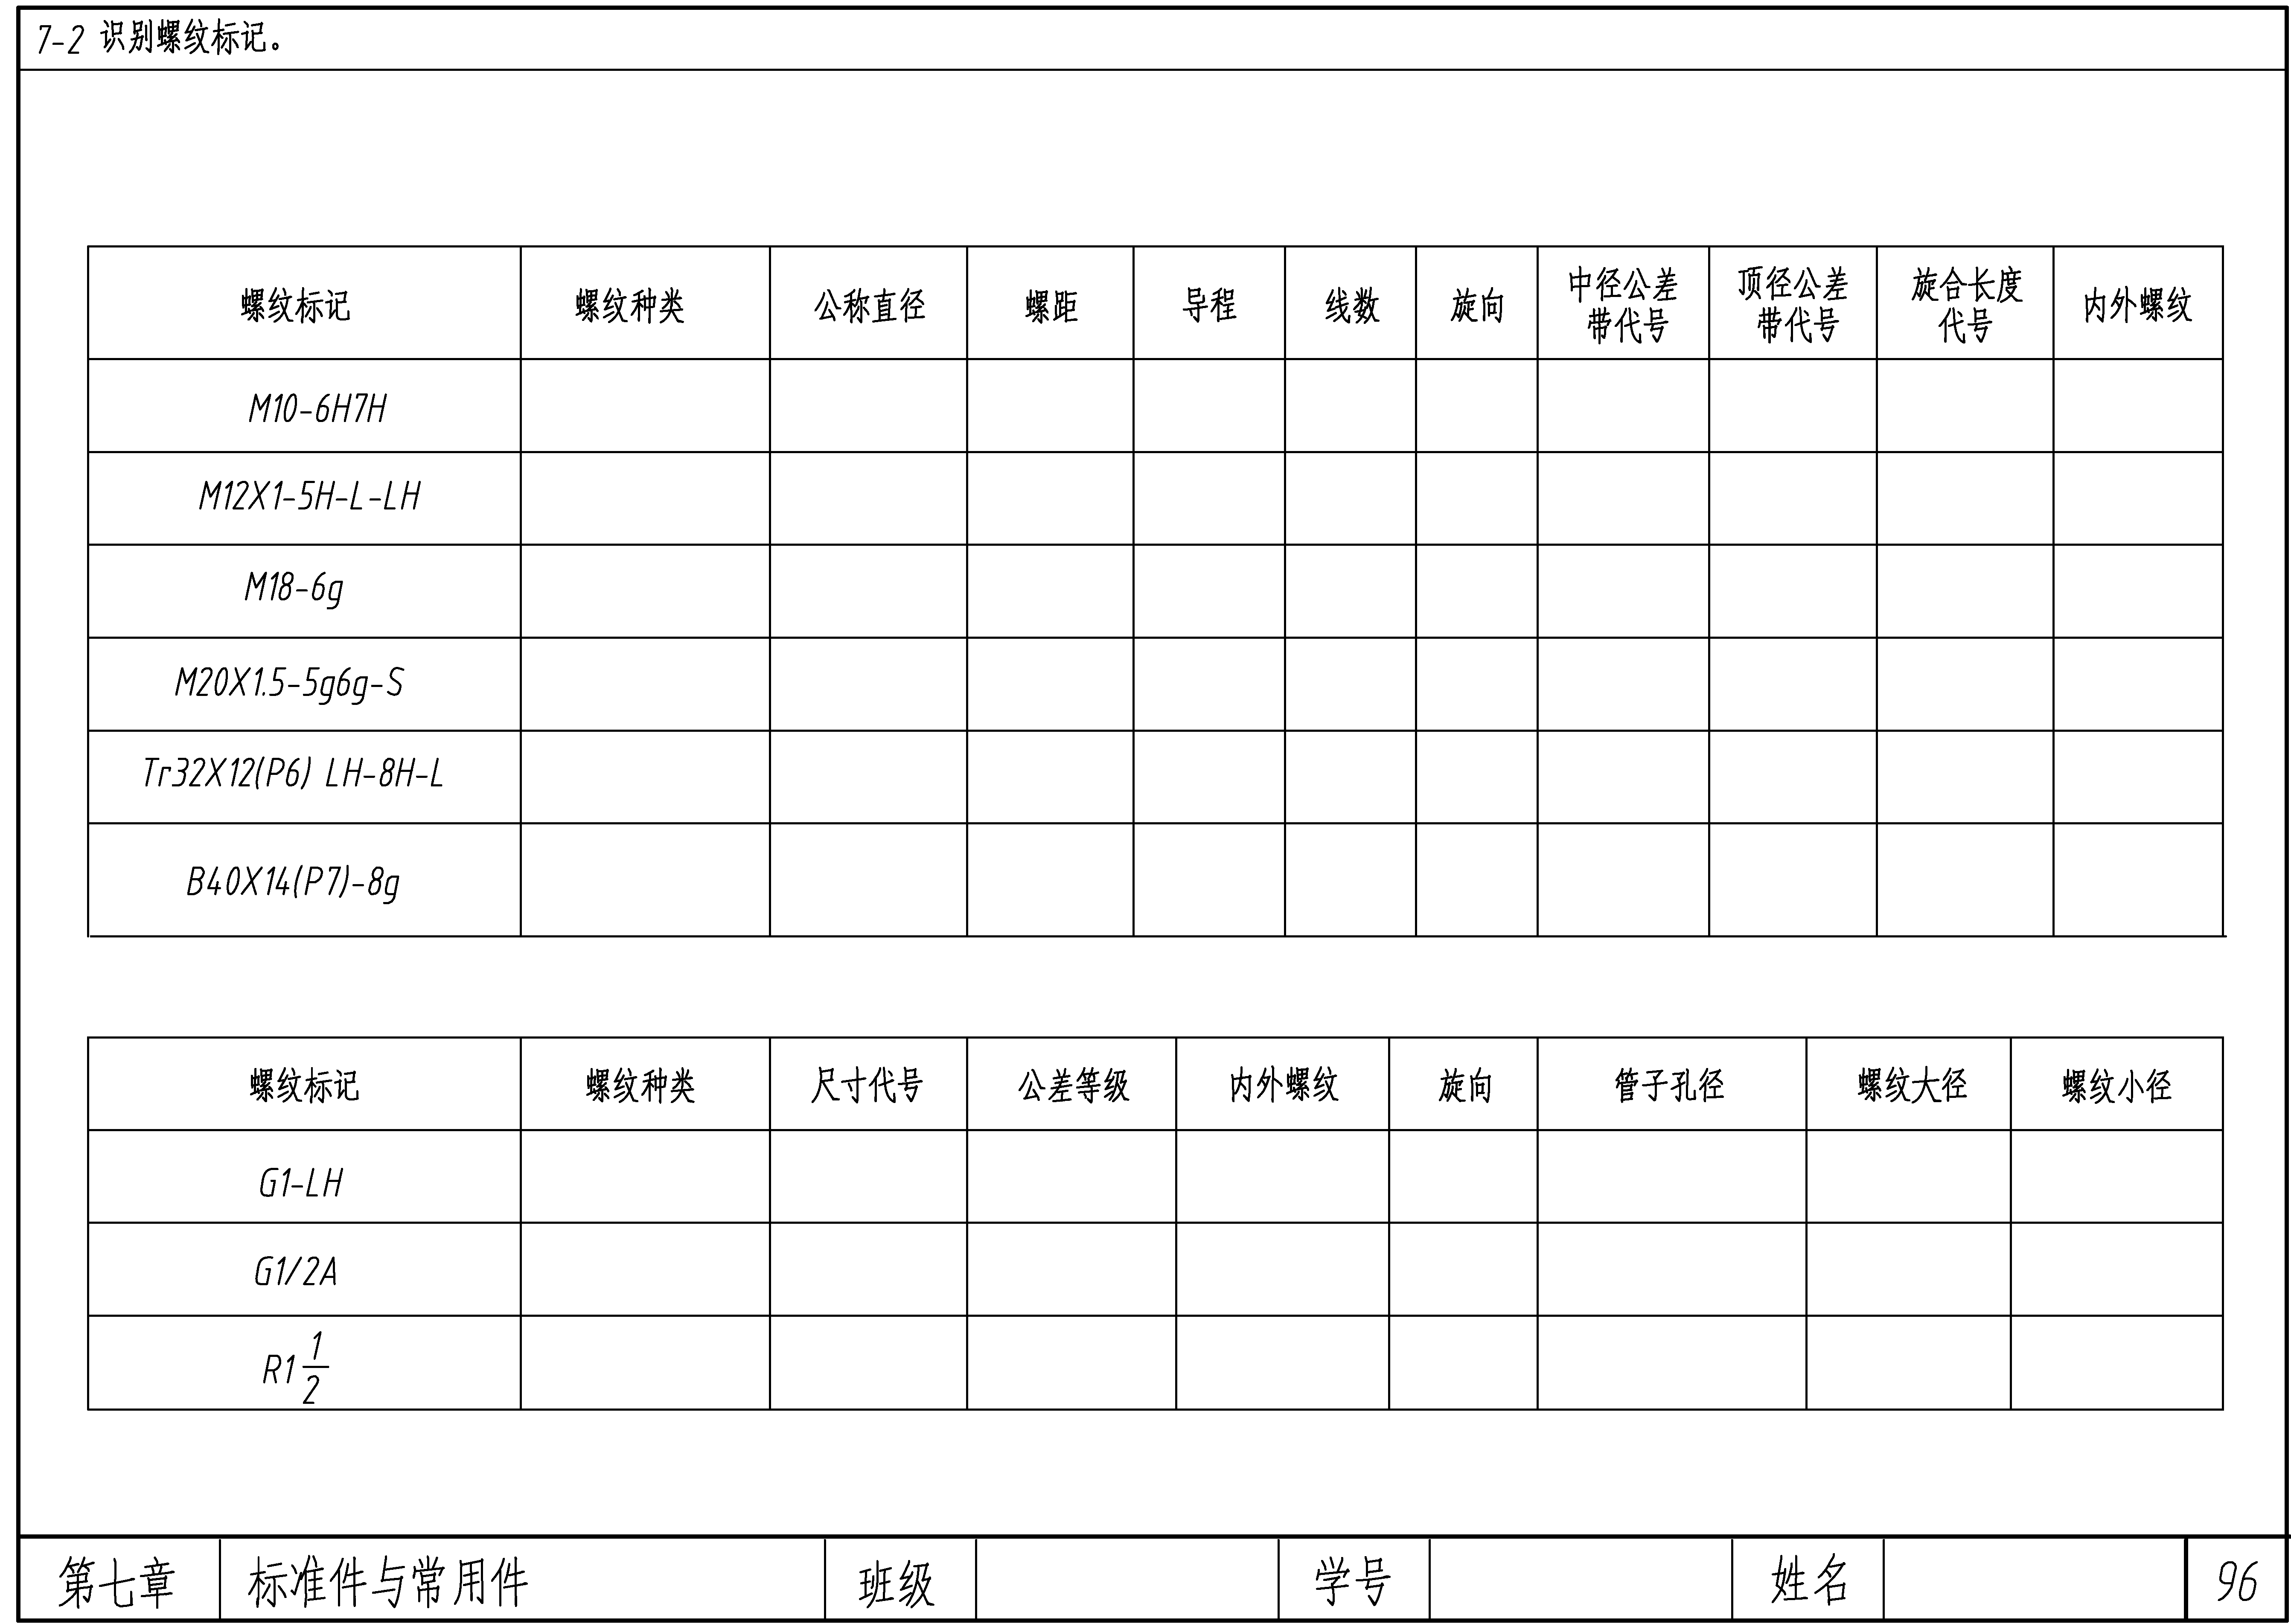 7-2 识别螺纹标记。
螺纹标记 螺纹种类 公称直径 螺距 导程 线数 旋向 中径公差带代号 顶径公差带代号 旋合长度代号 内外螺纹
M10-6H7H
M12X1-5H-L-LH
M18-6g
M20X1.5-5g6g-S
Tr32X12(P6) LH-8H-L
B40X14(P7)-8g
螺纹标记 螺纹种类 尺寸代号 公差等级 内外螺纹 旋向 管子孔径 螺纹大径 螺纹小径
G1-LH
G1/2A
R1 1/2
第七章 标准件与常用件 班级 学号 姓名 96